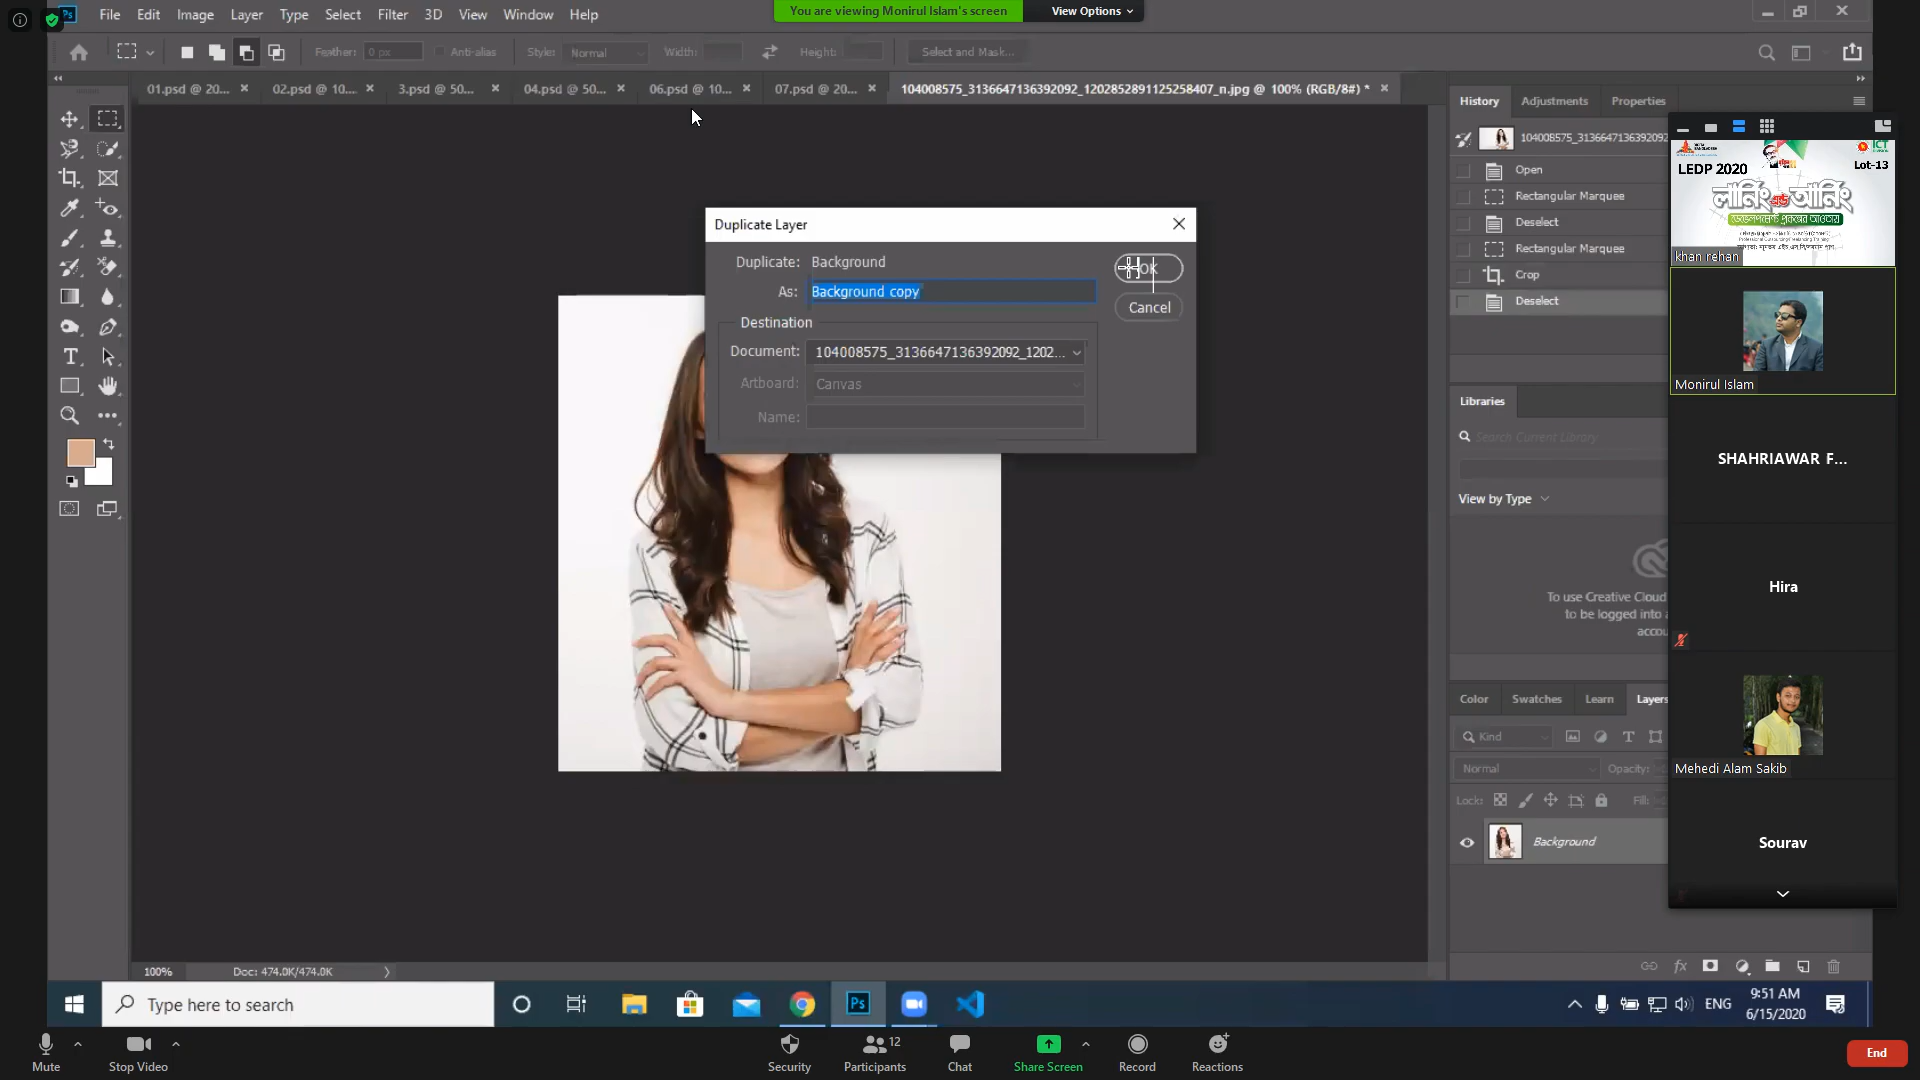 File Edit Image Layer Type Select Filter 3D View Window Help
You are viewing Monirul Islam's screen
View Options
Feather: 0 px
Anti-alias
Style: Normal
Width:
Height:
Select and Mask...
01.psd @ 20...
02.psd @ 10...
3.psd @ 50...
04.psd @ 50...
06.psd @ 10...
07.psd @ 20...
104008575_3136647136392092_1202852891125258407_n.jpg @ 100% (RGB/8#) *
History
Adjustments
Properties
104008575_3136647136392092
Open
Rectangular Marquee
Deselect
Rectangular Marquee
Crop
Deselect
Duplicate Layer
Duplicate: Background
As: Background copy
OK
Cancel
Destination
Document: 104008575_3136647136392092_1202...
Artboard: Canvas
Name:
Libraries
Search Current Library
View by Type
To use Creative Cloud
to be logged into
accou
Color
Swatches
Learn
Layers
Kind
Normal
Opacity:
Lock:
Fill:
Background
LEDP 2020
Lot-13
লার্নিং এন্ড আর্নিং
ডেভেলপমেন্ট প্রকল্পের আওতায়
khan rehan
Monirul Islam
SHAHRIAWAR F...
Hira
Mehedi Alam Sakib
Sourav
100%
Doc: 474.0K/474.0K
Ps
Type here to search
Ps
ENG
9:51 AM
6/15/2020
Mute
Stop Video
Security
12
Participants
Chat
Share Screen
Record
Reactions
End